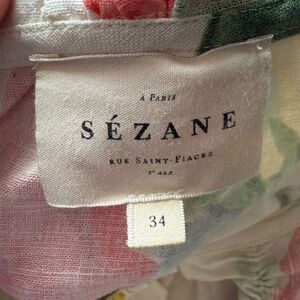 À PARIS
SÉZANE
RUE SAINT-FIACRE
2E ARR
34